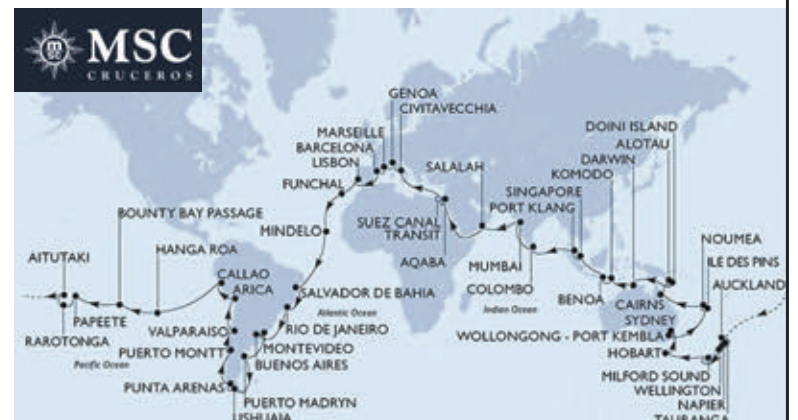 MSC
CRUCEROS
GENOA
CIVITAVECCHIA
MARSEILLE
BARCELONA
LISBON
FUNCHAL
MINDELO
SUEZ CANAL
TRANSIT
AQABA
SALALAH
MUMBAI
COLOMBO
Indian Ocean
SINGAPORE
PORT KLANG
DOINI ISLAND
ALOTAU
DARWIN
KOMODO
BENOA
CAIRNS
SYDNEY
WOLLONGONG - PORT KEMBLA
HOBART
NOUMEA
ILE DES PINS
AUCKLAND
MILFORD SOUND
WELLINGTON
NAPIER
TAURANGA
BOUNTY BAY PASSAGE
HANGA ROA
AITUTAKI
PAPEETE
RAROTONGA
Pacific Ocean
CALLAO
ARICA
VALPARAISO
PUERTO MONTT
PUNTA ARENAS
SALVADOR DE BAHIA
Atlantic Ocean
RIO DE JANEIRO
MONTEVIDEO
BUENOS AIRES
PUERTO MADRYN
USHUAIA